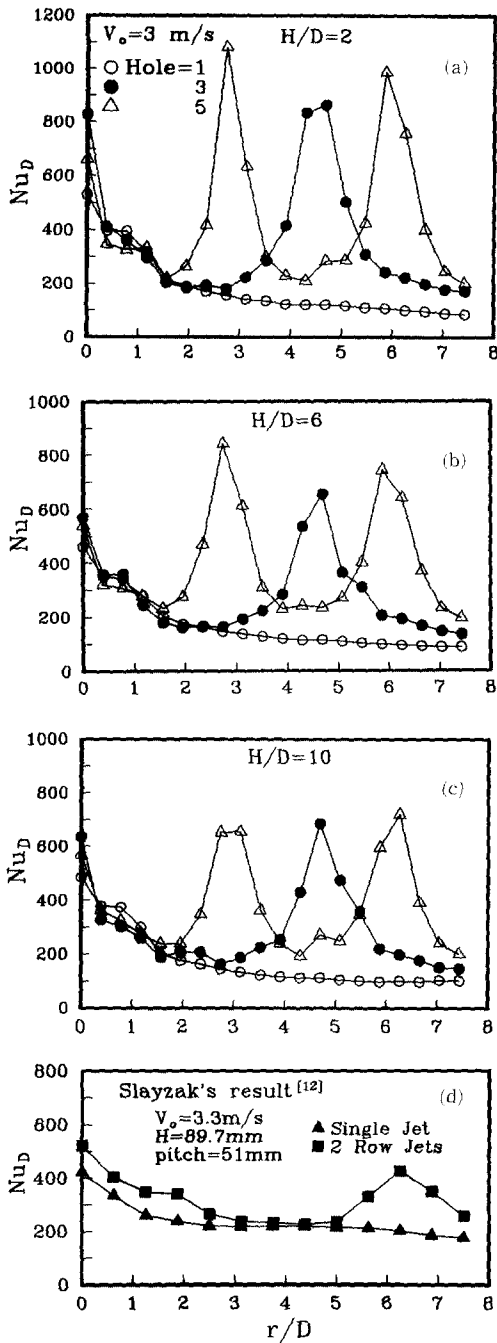 1200
V₀=3 m/s
H/D=2
(a)
Hole=1
3
5
1000
800
600
400
200
0
Nu_D
0 1 2 3 4 5 6 7 8
1000
H/D=6
(b)
800
600
400
200
0
Nu_D
0 1 2 3 4 5 6 7 8
1000
H/D=10
(c)
800
600
400
200
0
Nu_D
0 1 2 3 4 5 6 7 8
800
Slayzak's result[12]
(d)
V₀=3.3m/s
H=89.7mm
pitch=51mm
Single Jet
2 Row Jets
600
400
200
0
Nu_D
0 1 2 3 4 5 6 7 8
r/D